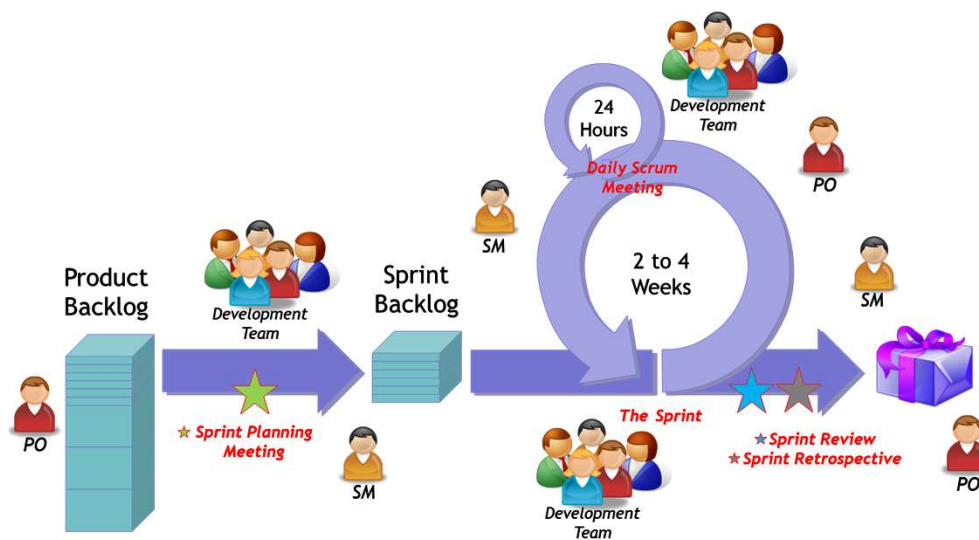 Product
Backlog
PO
Development
Team
Sprint Planning
Meeting
SM
Sprint
Backlog
SM
24
Hours
Daily Scrum
Meeting
2 to 4
Weeks
Development
Team
PO
SM
The Sprint
Development
Team
Sprint Review
Sprint Retrospective
PO